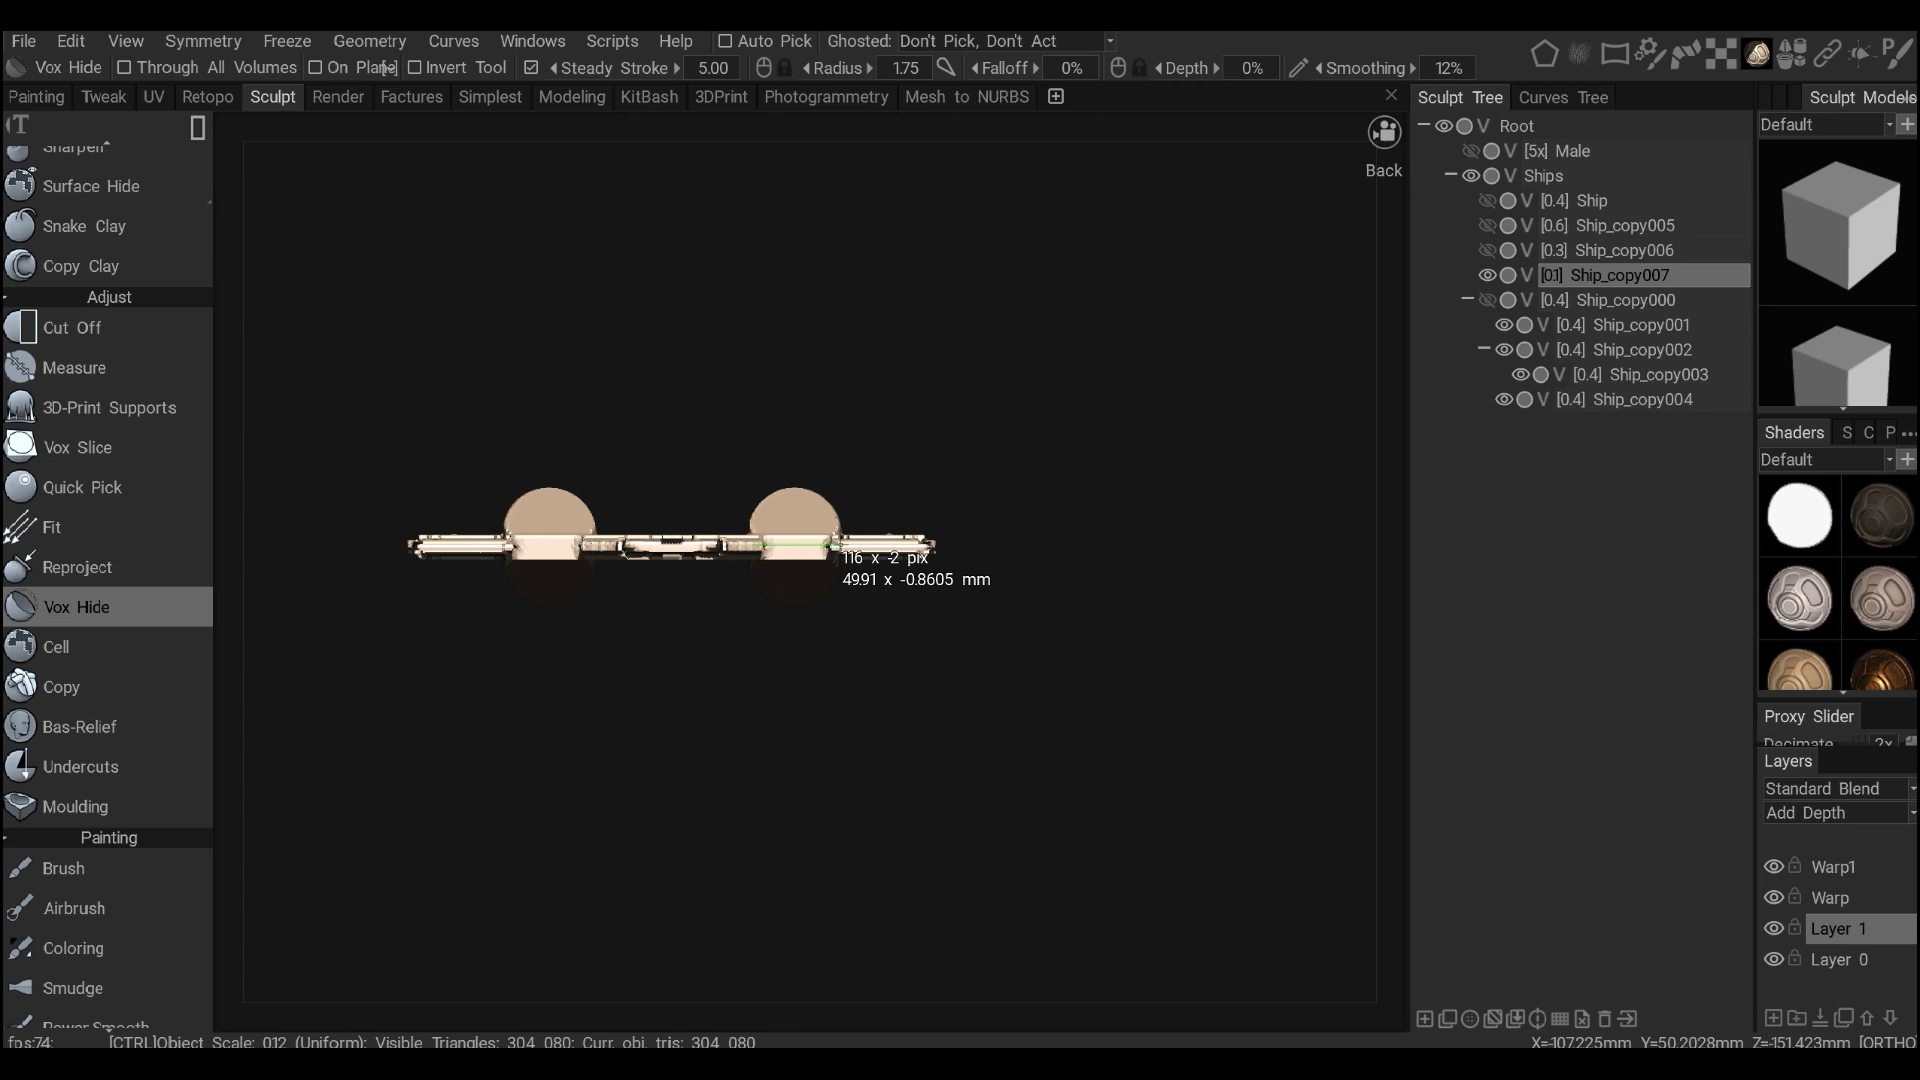 File Edit View Symmetry Freeze Geometry Curves Windows Scripts Help Auto Pick Ghosted: Don't Pick, Don't Act
Vox Hide Through All Volumes On Plane Invert Tool Steady Stroke 5.00 Radius 1.75 Falloff 0% Depth 0% Smoothing 12%
Painting Tweak UV Retopo Sculpt Render Factures Simplest Modeling KitBash 3DPrint Photogrammetry Mesh to NURBS
Sculpt Tree Curves Tree
Sculpt Models
T
Sharpen
Surface Hide
Snake Clay
Copy Clay
Adjust
Cut Off
Measure
3D-Print Supports
Vox Slice
Quick Pick
Fit
Reproject
Vox Hide
Cell
Copy
Bas-Relief
Undercuts
Moulding
Painting
Brush
Airbrush
Coloring
Smudge
Power Smooth
Back
116 x -2 pix
49.91 x -0.8605 mm
V Root
V [5x] Male
V Ships
V [0.4] Ship
V [0.6] Ship_copy005
V [0.3] Ship_copy006
V [0.1] Ship_copy007
V [0.4] Ship_copy000
V [0.4] Ship_copy001
V [0.4] Ship_copy002
V [0.4] Ship_copy003
V [0.4] Ship_copy004
Default
Shaders S C P ...
Default
Proxy Slider
Decimate 2x
Layers
Standard Blend
Add Depth
Warp1
Warp
Layer 1
Layer 0
fps:74; [CTRL]Object Scale: 0.12 (Uniform); Visible Triangles: 304 080; Curr. obj. tris: 304 080
X=-107.225mm Y=50.2028mm Z=-151.423mm [ORTHO]